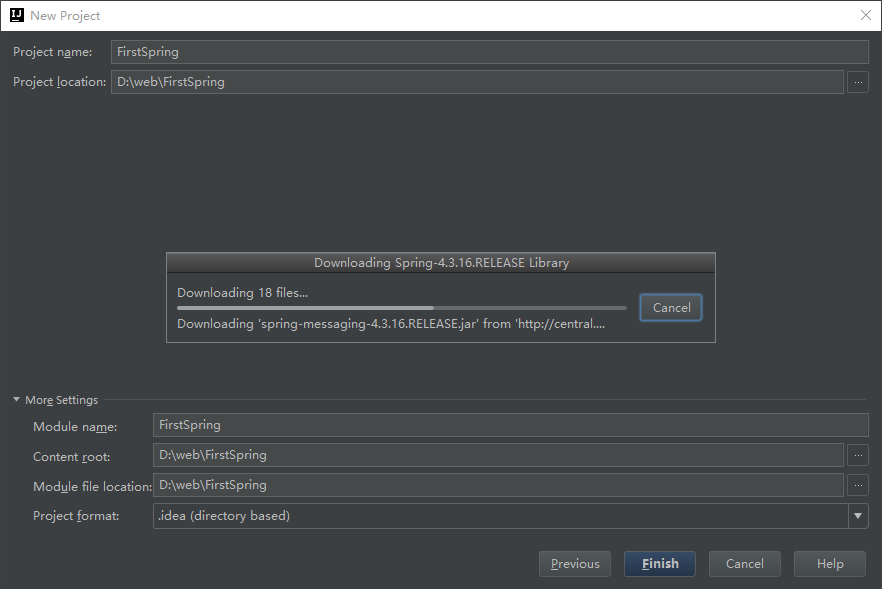 New Project
Project name: FirstSpring
Project location: D:\web\FirstSpring ...
Downloading Spring-4.3.16.RELEASE Library
Downloading 18 files...
Cancel
Downloading 'spring-messaging-4.3.16.RELEASE.jar' from 'http://central....
More Settings
Module name: FirstSpring
Content root: D:\web\FirstSpring ...
Module file location: D:\web\FirstSpring ...
Project format: .idea (directory based)
Previous Finish Cancel Help